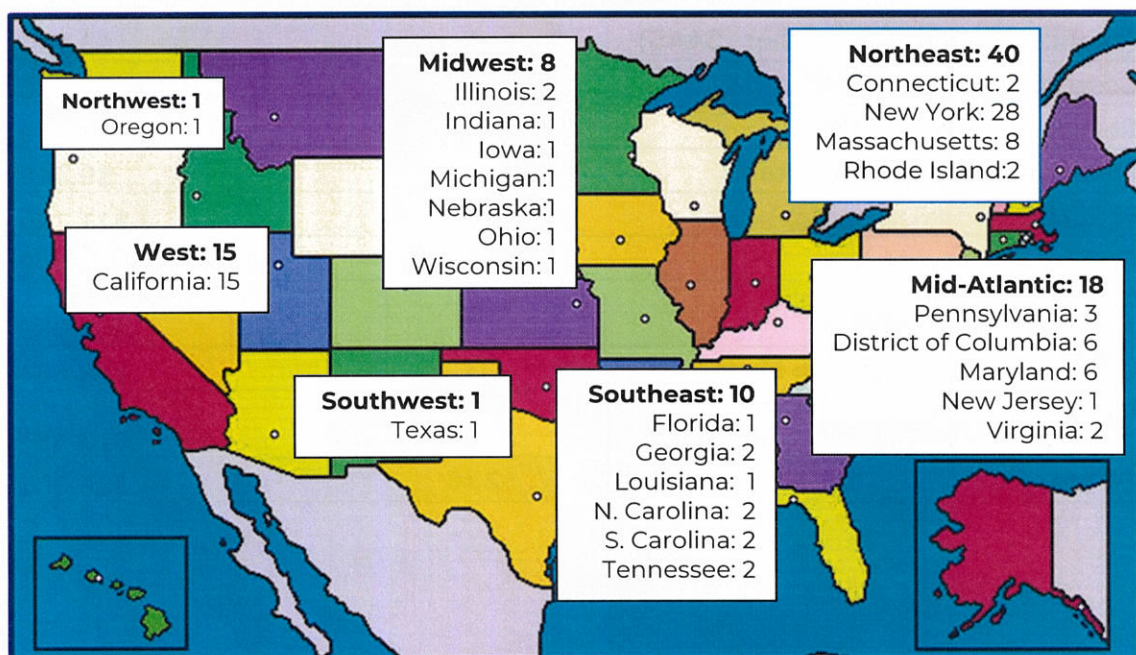 Northwest: 1
Oregon: 1
West: 15
California: 15
Midwest: 8
Illinois: 2
Indiana: 1
Iowa: 1
Michigan:1
Nebraska:1
Ohio: 1
Wisconsin: 1
Northeast: 40
Connecticut: 2
New York: 28
Massachusetts: 8
Rhode Island:2
Mid-Atlantic: 18
Pennsylvania: 3
District of Columbia: 6
Maryland: 6
New Jersey: 1
Virginia: 2
Southwest: 1
Texas: 1
Southeast: 10
Florida: 1
Georgia: 2
Louisiana: 1
N. Carolina: 2
S. Carolina: 2
Tennessee: 2